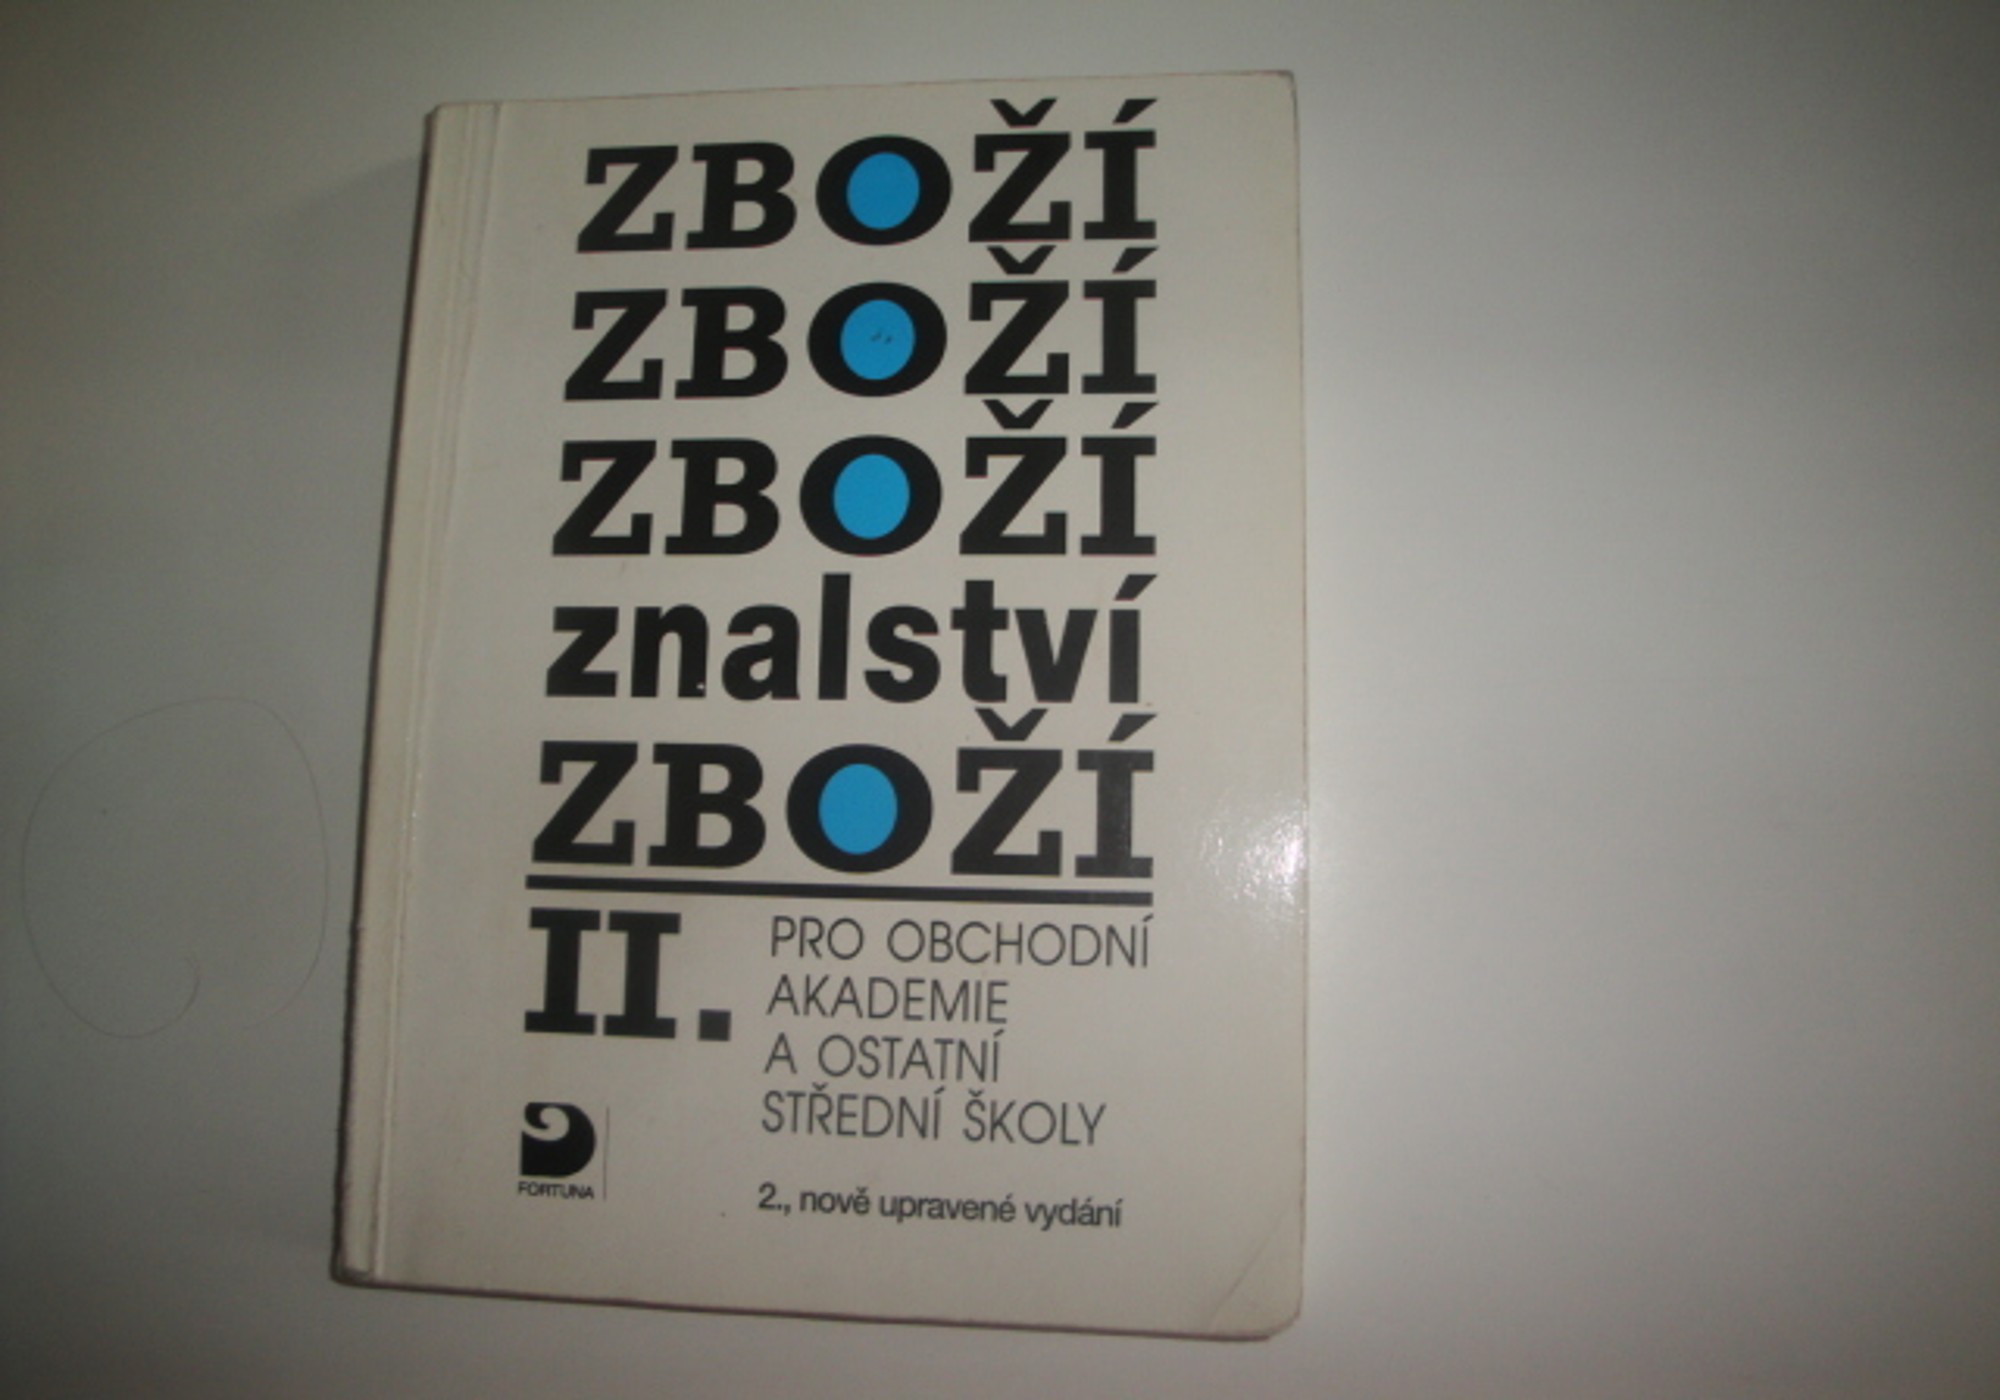 ZBOŽÍ
ZBOŽÍ
ZBOŽÍ
znalství
ZBOŽÍ
II.
PRO OBCHODNÍ
AKADEMIE
A OSTATNÍ
STŘEDNÍ ŠKOLY
FORTUNA
2., nově upravené vydání